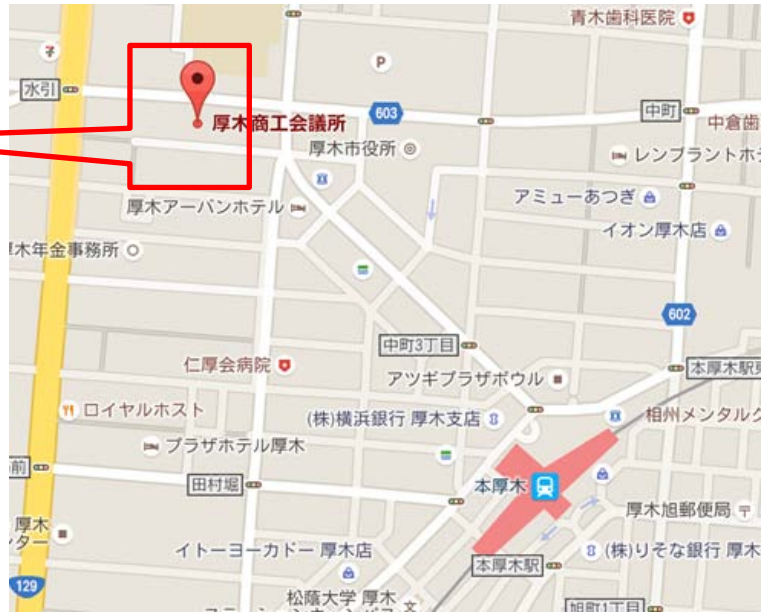 青木歯科医院
水引
P
603
中町
厚木商工会議所
中倉歯
厚木市役所
レンブラントホテ
アミューあつぎ
厚木アーバンホテル
イオン厚木店
木年金事務所
602
中町3丁目
仁厚会病院
本厚木駅東
アツギプラザボウル
ロイヤルホスト
(株)横浜銀行 厚木支店
相州メンタルク
プラザホテル厚木
前
田村堀
本厚木
厚木旭郵便局
厚木
ンター
イトーヨーカドー 厚木店
(株)りそな銀行 厚木
本厚木駅
129
松蔭大学 厚木
旭町1丁目